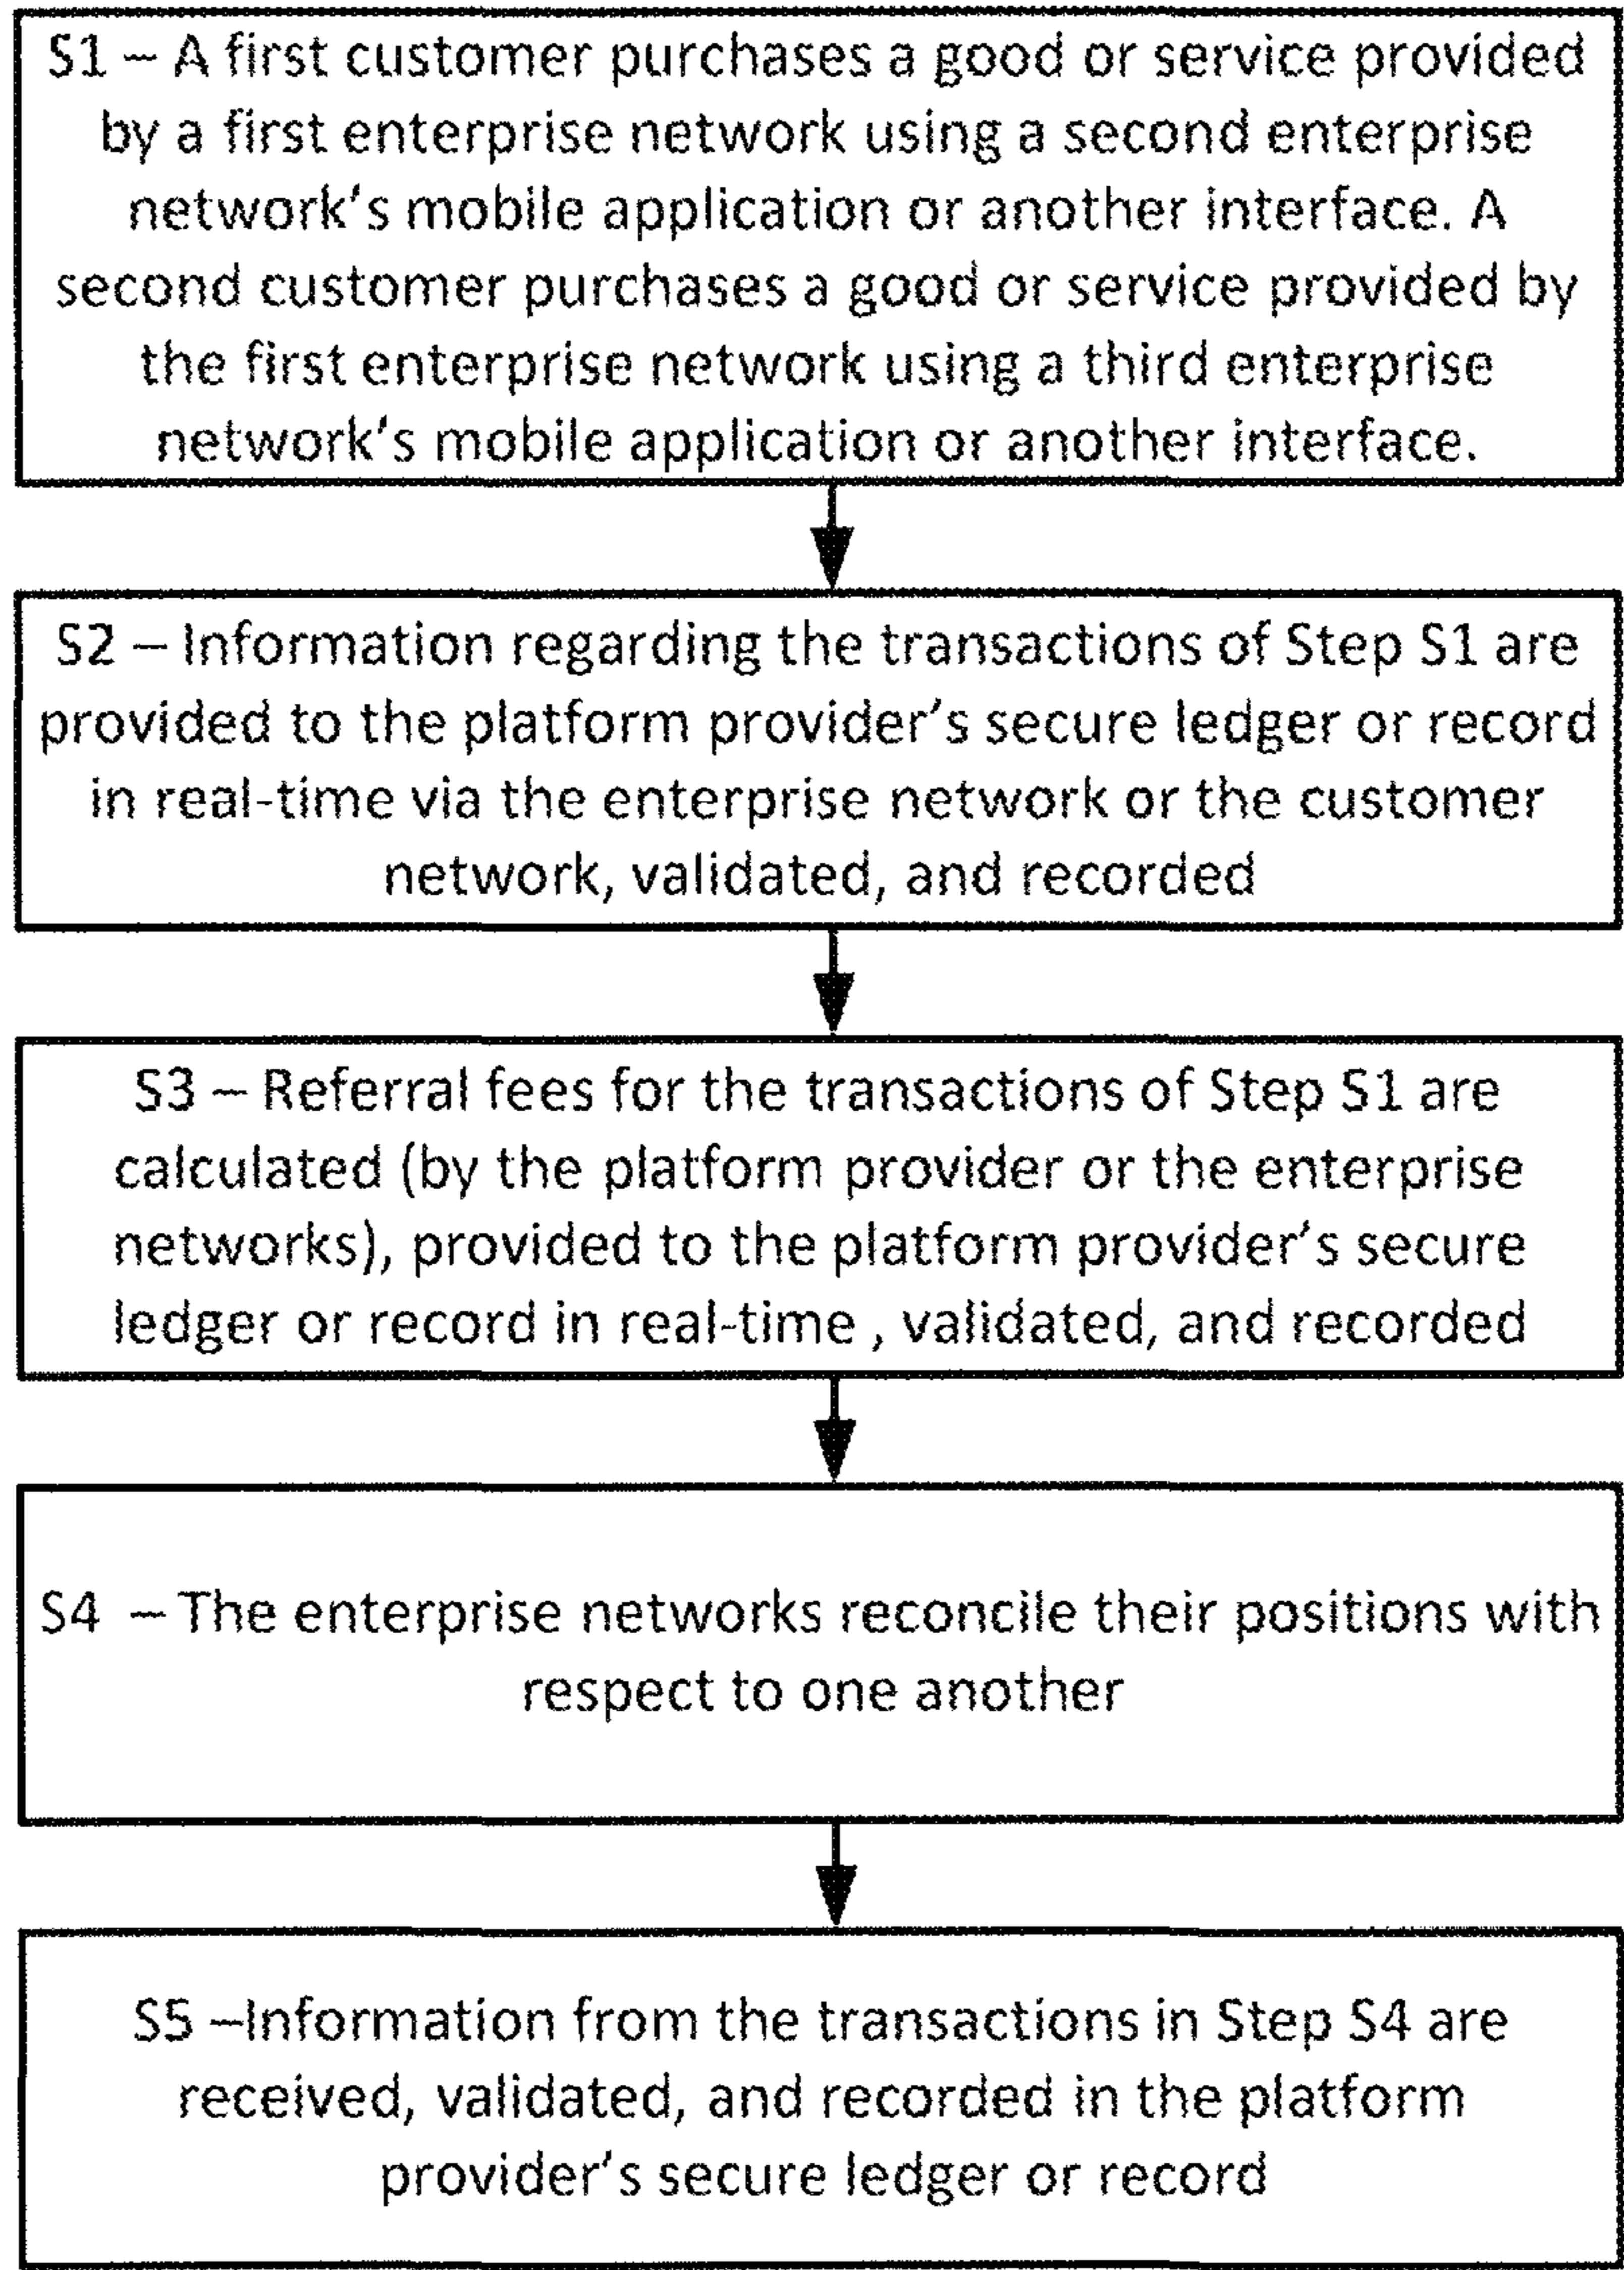 S1 – A first customer purchases a good or service provided
by a first enterprise network using a second enterprise
network's mobile application or another interface. A
second customer purchases a good or service provided by
the first enterprise network using a third enterprise
network's mobile application or another interface.
S2 – Information regarding the transactions of Step S1 are
provided to the platform provider's secure ledger or record
in real-time via the enterprise network or the customer
network, validated, and recorded
S3 – Referral fees for the transactions of Step S1 are
calculated (by the platform provider or the enterprise
networks), provided to the platform provider's secure
ledger or record in real-time , validated, and recorded
S4 – The enterprise networks reconcile their positions with
respect to one another
S5 –Information from the transactions in Step S4 are
received, validated, and recorded in the platform
provider's secure ledger or record